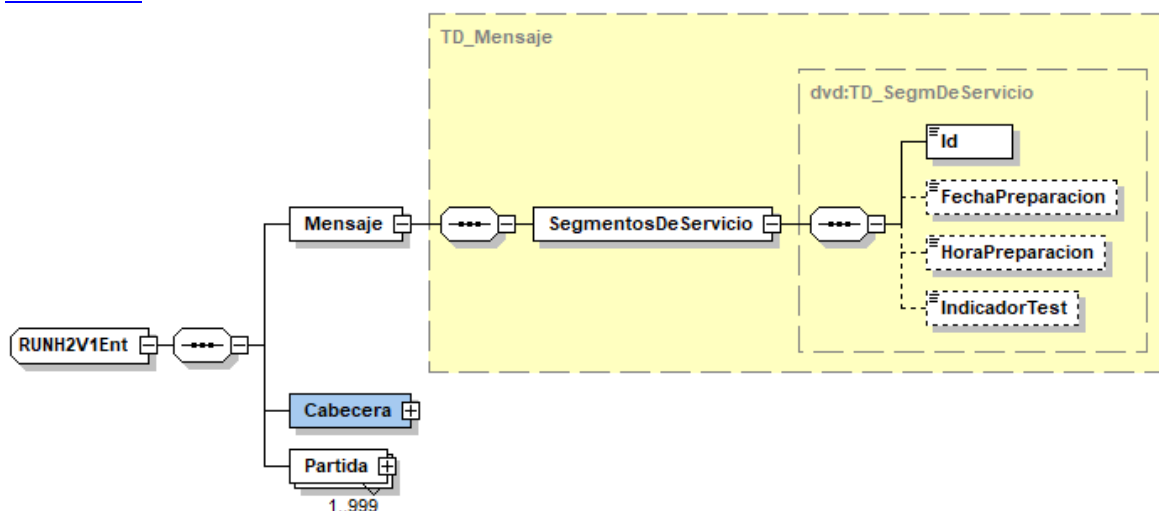 TD_Mensaje
dvd:TD_SegmDeServicio
Id
FechaPreparacion
Mensaje
SegmentosDeServicio
HoraPreparacion
IndicadorTest
RUNH2V1Ent
Cabecera
Partida
1..999